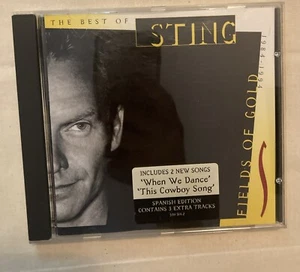 THE BEST OF
STING
1984-1994
FIELDS OF GOLD
INCLUDES 2 NEW SONGS
"When We Dance"
"This Cowboy Song"
SPANISH EDITION
CONTAINS 3 EXTRA TRACKS